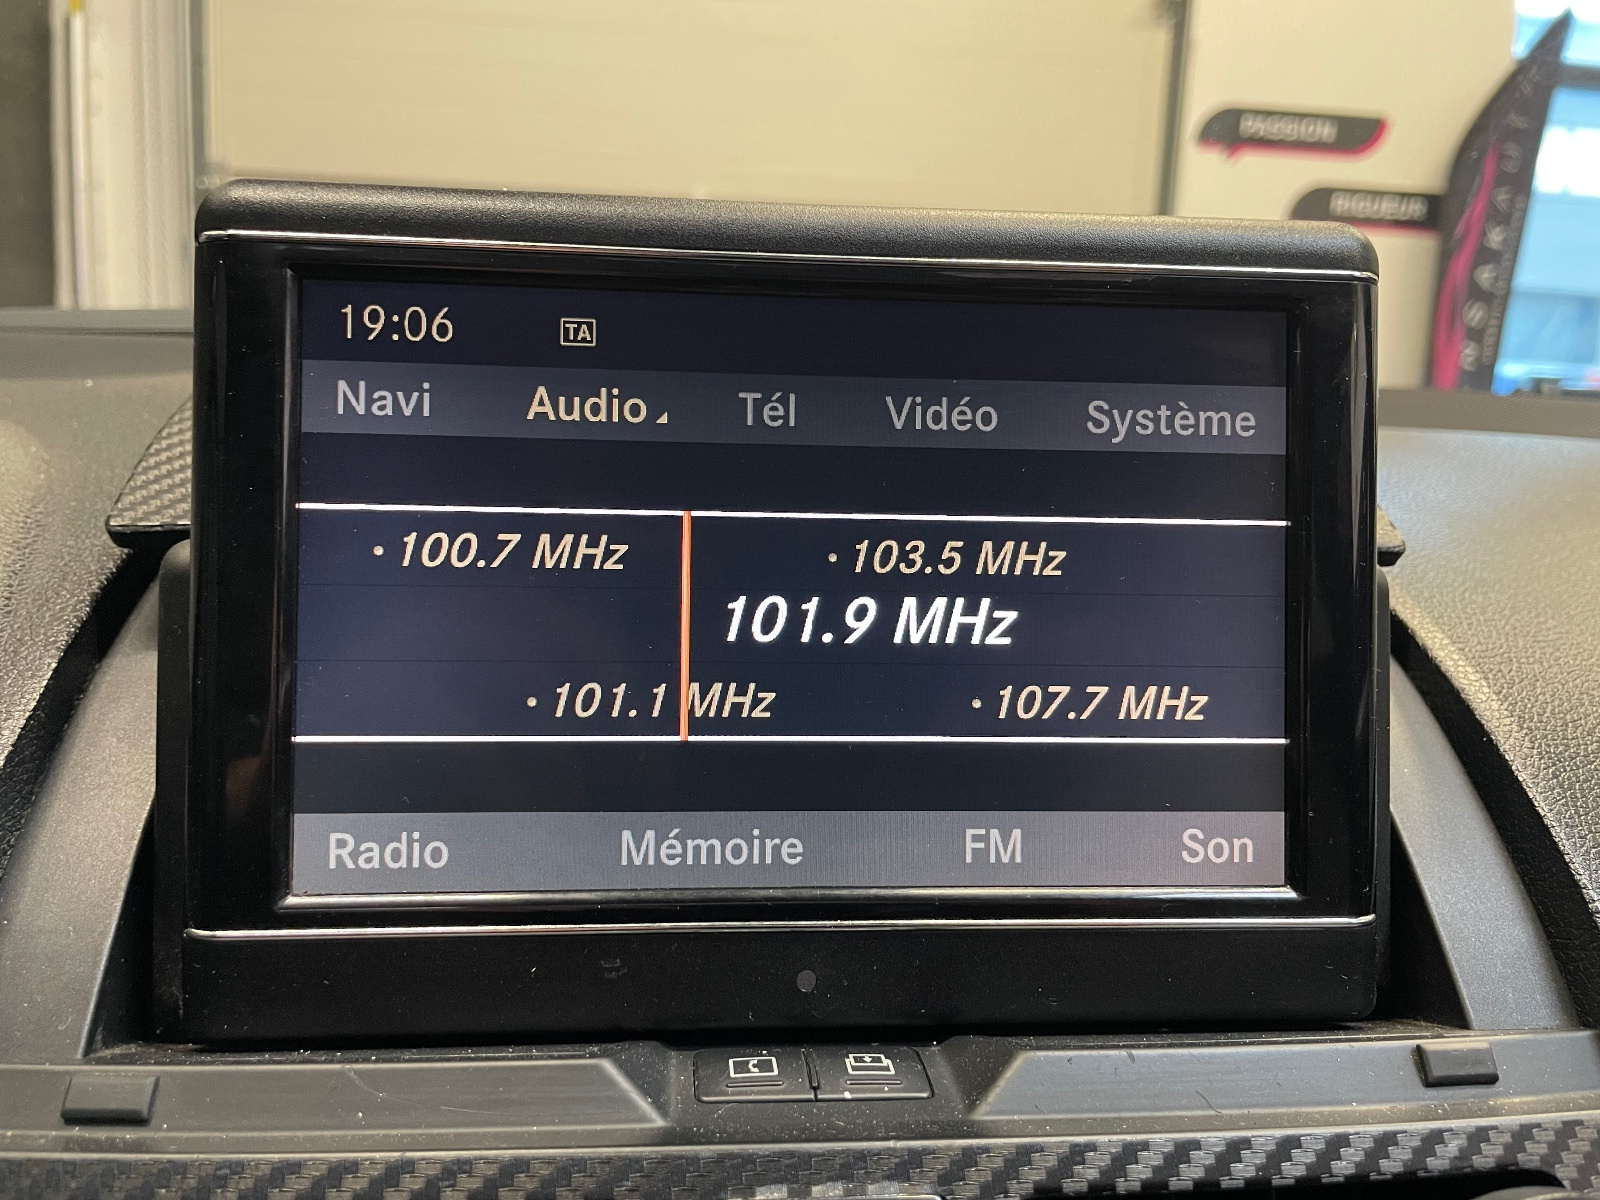 PASSION
RIGUEUR
19:06 TA
Navi Audio Tél Vidéo Système
· 100.7 MHz · 103.5 MHz
101.9 MHz
· 101.1 MHz · 107.7 MHz
Radio Mémoire FM Son